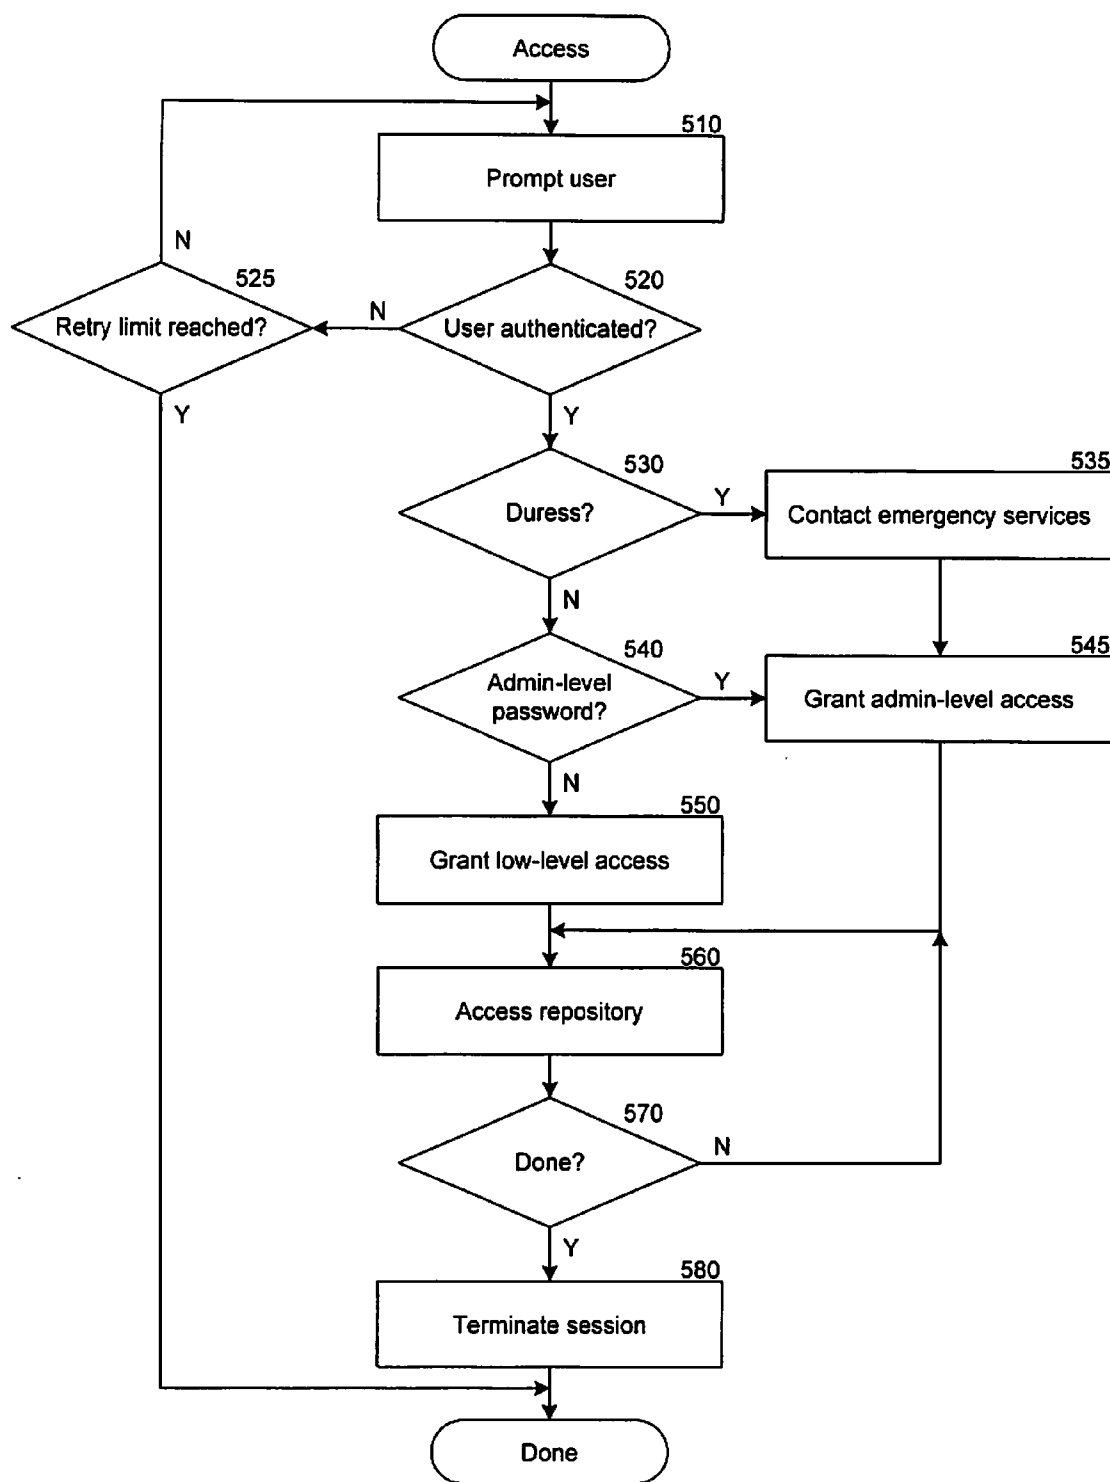 Access
510
Prompt user
N
525
520
Retry limit reached?
N
User authenticated?
Y
Y
530
535
Duress?
Y
Contact emergency services
N
540
545
Admin-level
password?
Y
Grant admin-level access
N
550
Grant low-level access
560
Access repository
570
Done?
N
Y
580
Terminate session
Done